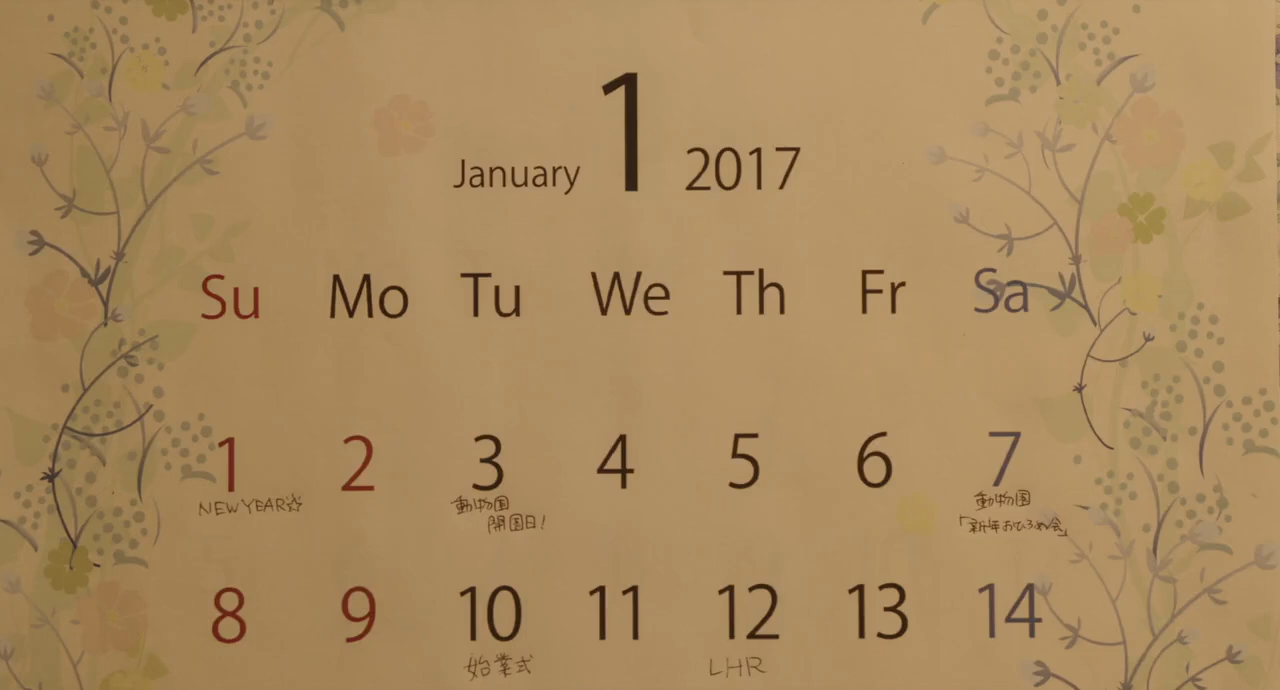 January 1 2017
Su Mo Tu We Th Fr Sa
1 2 3 4 5 6 7
NEW YEAR☆ 動物園 動物園
開園日! 「新年おひろめ会」
8 9 10 11 12 13 14
始業式 LHR